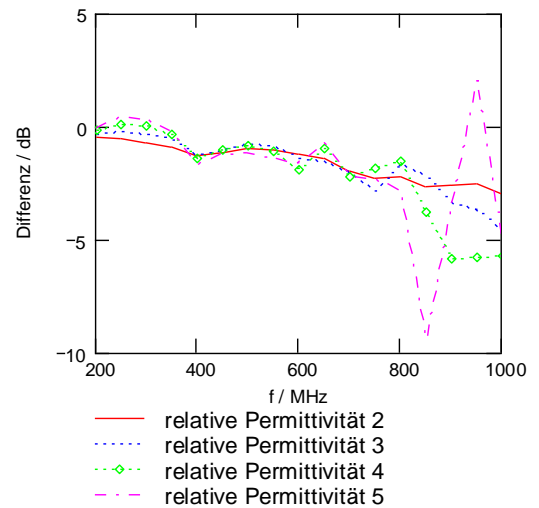 5
0
−5
−10
Differenz / dB
200 400 600 800 1000
f / MHz
relative Permittivität 2
relative Permittivität 3
relative Permittivität 4
relative Permittivität 5